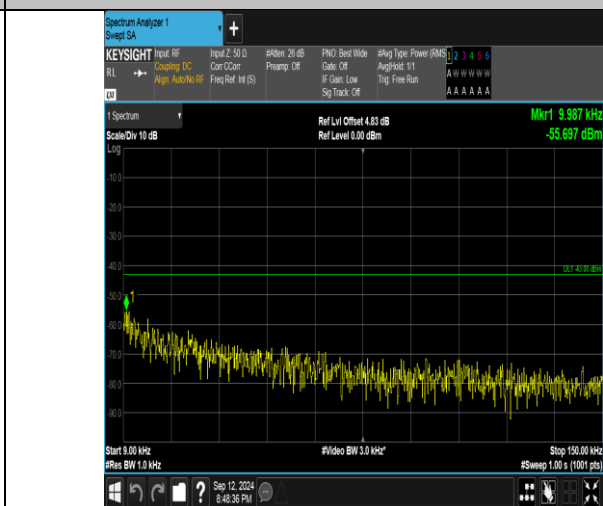 Spectrum Analyzer 1
Swept SA
+
KEYSIGHT Input: RF Input Z: 50 Ω #Atten: 26 dB PNO: Best Wide #Avg Type: Power (RMS 1 2 3 4 5 6
RL Coupling: DC Corr CCorr Preamp: Off Gate: Off Avg|Hold: 1/1 A W W W W W
Align: Auto/No RF Freq Ref: Int (S) IF Gain: Low Trig: Free Run
LXI Sig Track: Off A A A A A A
1 Spectrum Ref Lvl Offset 4.83 dB Mkr1 9.987 kHz
Scale/Div 10 dB Ref Level 0.00 dBm -55.697 dBm
Log
-10.0
-20.0
-30.0
-40.0
DL1 -43.00 dBm
-50.0
1
-60.0
-70.0
-80.0
-90.0
Start 9.00 kHz #Video BW 3.0 kHz* Stop 150.00 kHz
#Res BW 1.0 kHz #Sweep 1.00 s (1001 pts)
? Sep 12, 2024
8:48:36 PM